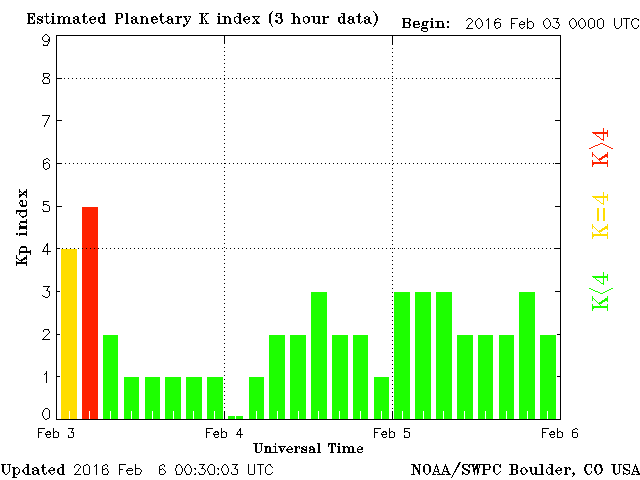 Estimated Planetary K index (3 hour data)
Begin: 2016 Feb 03 0000 UTC
9
8
7
6
5
4
3
2
1
0
Kp index
K>4
K=4
K<4
Feb 3
Feb 4
Feb 5
Feb 6
Universal Time
Updated 2016 Feb 6 00:30:03 UTC
NOAA/SWPC Boulder, CO USA